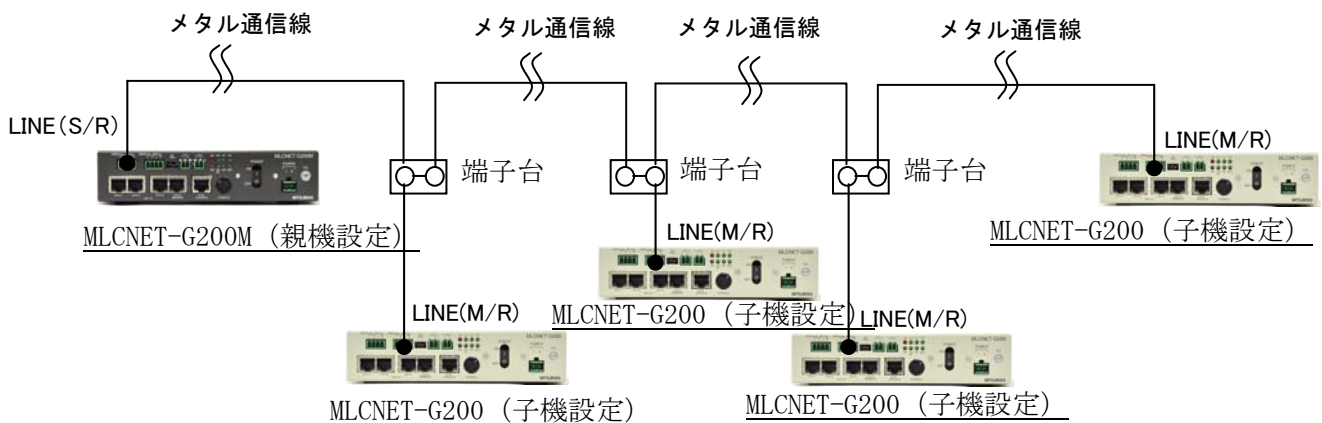 メタル通信線
メタル通信線
メタル通信線
メタル通信線
LINE(S/R)
LINE(M/R)
端子台
端子台
端子台
MLCNET-G200M (親機設定)
LINE(M/R)
MLCNET-G200 (子機設定)
LINE(M/R)
MLCNET-G200 (子機設定)
LINE(M/R)
MLCNET-G200 (子機設定)
MLCNET-G200 (子機設定)